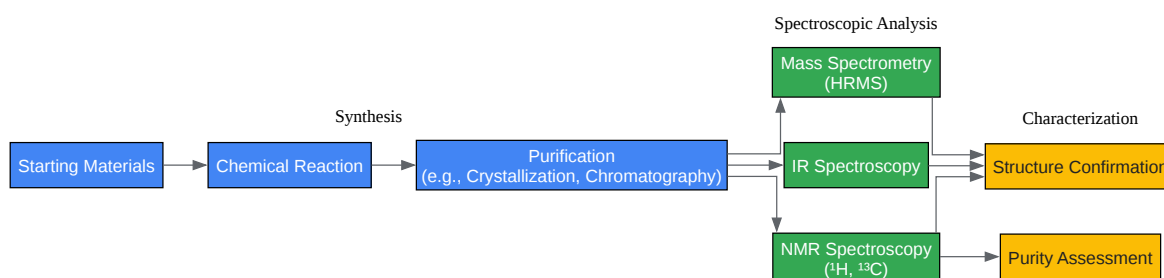 Spectroscopic Analysis
Mass Spectrometry
(HRMS)
Synthesis
Characterization
Starting Materials
Chemical Reaction
Purification
(e.g., Crystallization, Chromatography)
IR Spectroscopy
Structure Confirmation
NMR Spectroscopy
(¹H, ¹³C)
Purity Assessment